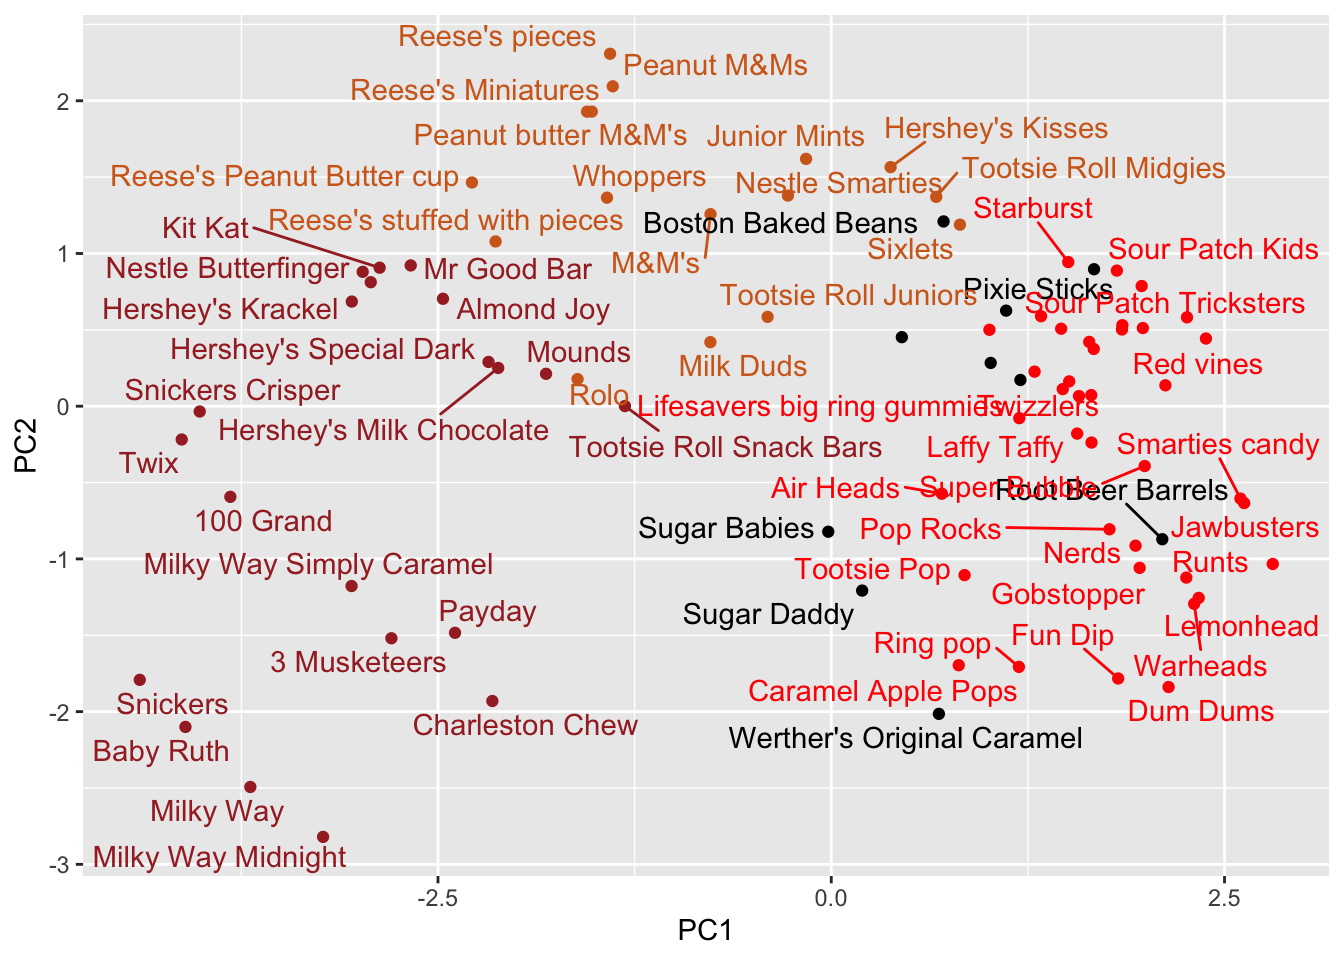 Reese's pieces
Peanut M&Ms
Reese's Miniatures
Peanut butter M&M's
Junior Mints
Hershey's Kisses
Reese's Peanut Butter cup
Whoppers
Nestle Smarties
Tootsie Roll Midgies
Kit Kat
Reese's stuffed with pieces
Boston Baked Beans
Starburst
Nestle Butterfinger
Mr Good Bar
M&M's
Sixlets
Sour Patch Kids
Hershey's Krackel
Almond Joy
Tootsie Roll Juniors
Pixie Sticks
Sour Patch Tricksters
Hershey's Special Dark
Mounds
Milk Duds
Red vines
Snickers Crisper
Rolo
Lifesavers big ring gummies
Twizzlers
Hershey's Milk Chocolate
Tootsie Roll Snack Bars
Laffy Taffy
Smarties candy
Twix
Air Heads
Super Bubble
Root Beer Barrels
100 Grand
Sugar Babies
Pop Rocks
Jawbusters
Milky Way Simply Caramel
Tootsie Pop
Nerds
Runts
Payday
Sugar Daddy
Gobstopper
Lemonhead
3 Musketeers
Ring pop
Fun Dip
Warheads
Snickers
Charleston Chew
Caramel Apple Pops
Dum Dums
Baby Ruth
Werther's Original Caramel
Milky Way
Milky Way Midnight
2
1
0
-1
-2
-3
PC2
-2.5
0.0
2.5
PC1